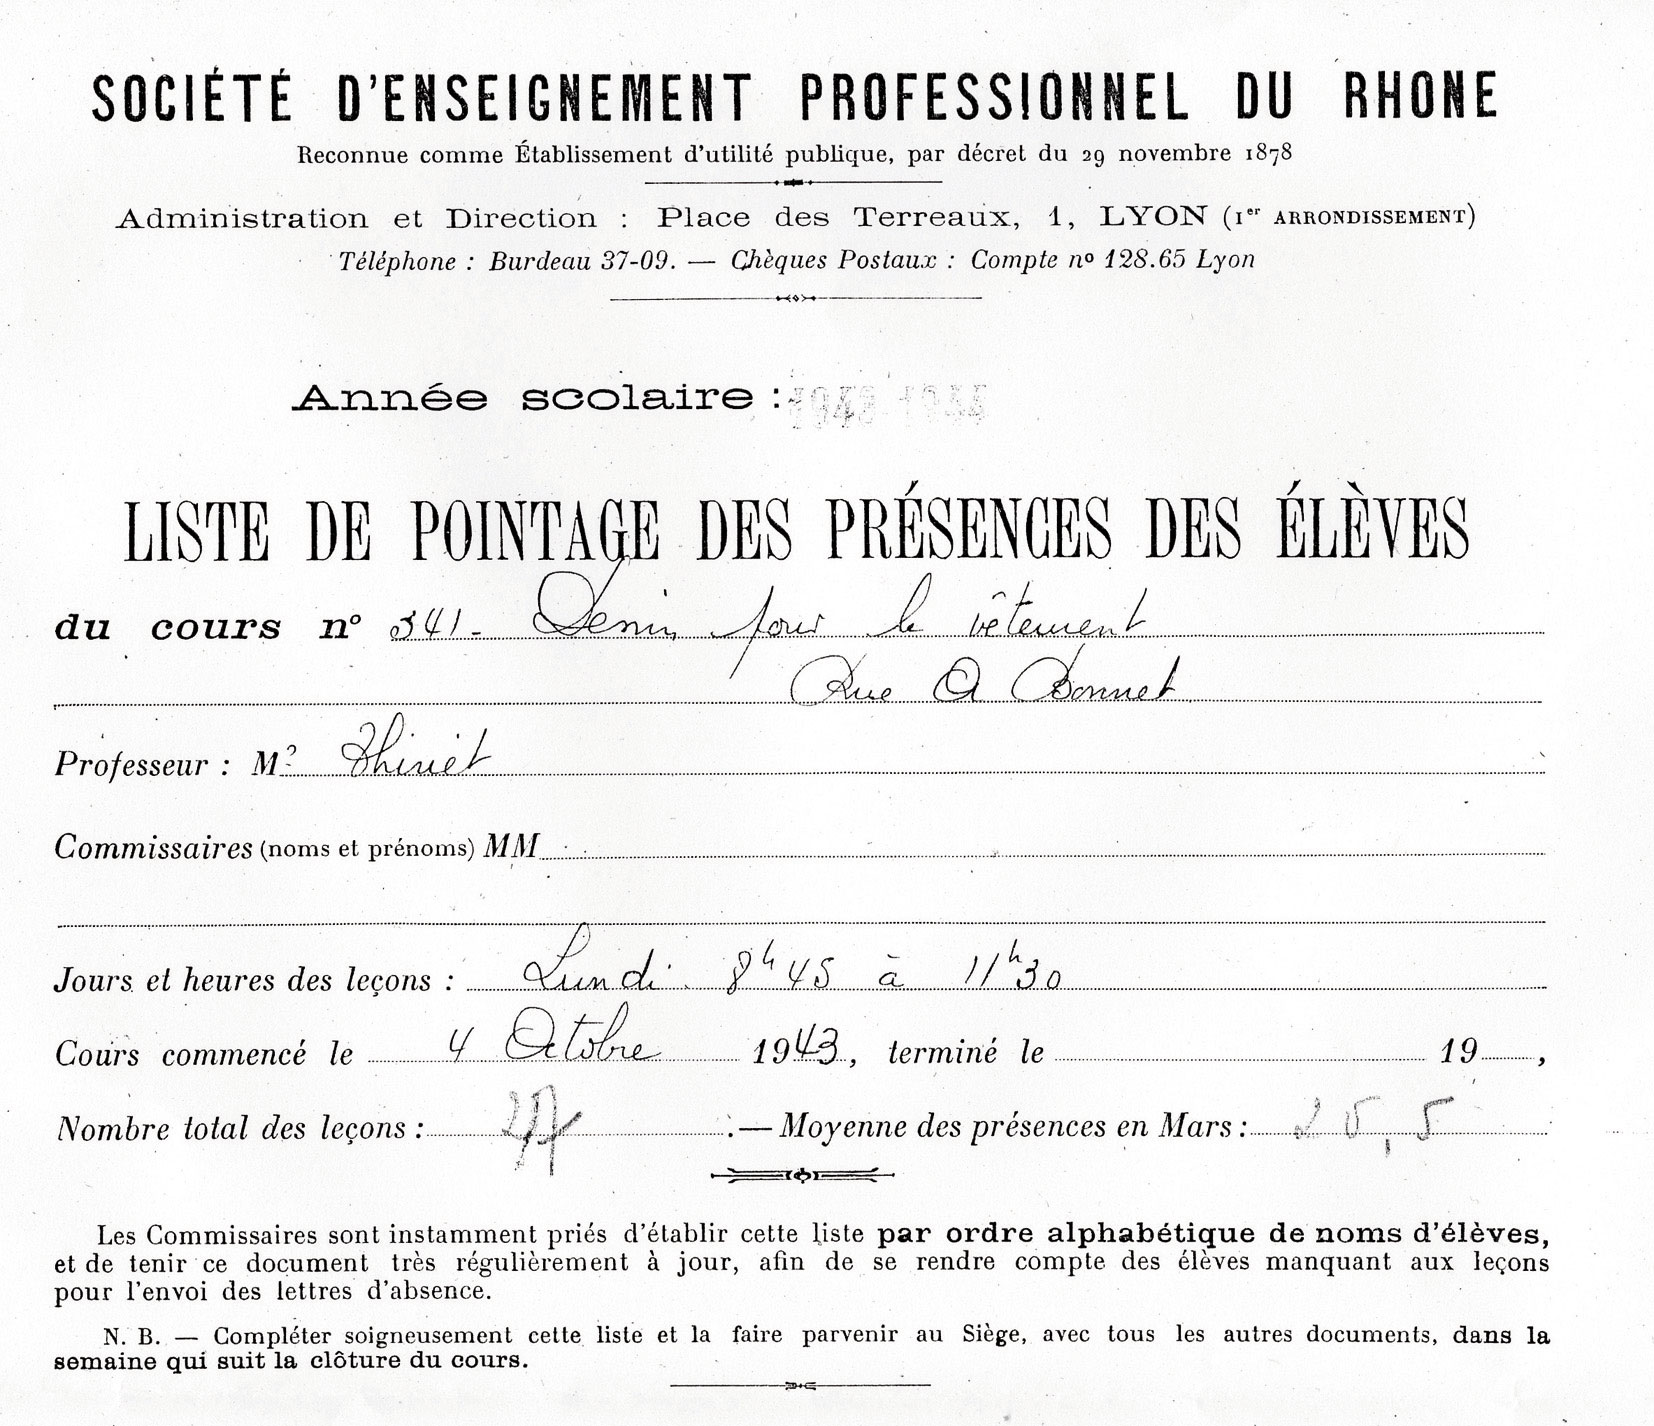 SOCIÉTÉ D'ENSEIGNEMENT PROFESSIONNEL DU RHONE
Reconnue comme Établissement d'utilité publique, par décret du 29 novembre 1878
Administration et Direction : Place des Terreaux, 1, LYON (1er ARRONDISSEMENT)
Téléphone : Burdeau 37-09. — Chèques Postaux : Compte nº 128.65 Lyon
Année scolaire : 1943 1944
LISTE DE POINTAGE DES PRÉSENCES DES ÉLÈVES
du cours nº 341 - Dessin pour le vêtement
Rue A Bonnet
Professeur : Mr Thiriet
Commissaires (noms et prénoms) MM
Jours et heures des leçons : Lundi 8h45 à 11h30
Cours commencé le 4 Octobre 1943, terminé le 19 ,
Nombre total des leçons : . — Moyenne des présences en Mars : 25,5
Les Commissaires sont instamment priés d'établir cette liste par ordre alphabétique de noms d'élèves,
et de tenir ce document très régulièrement à jour, afin de se rendre compte des élèves manquant aux leçons
pour l'envoi des lettres d'absence.
N. B. — Compléter soigneusement cette liste et la faire parvenir au Siège, avec tous les autres documents, dans la
semaine qui suit la clôture du cours.